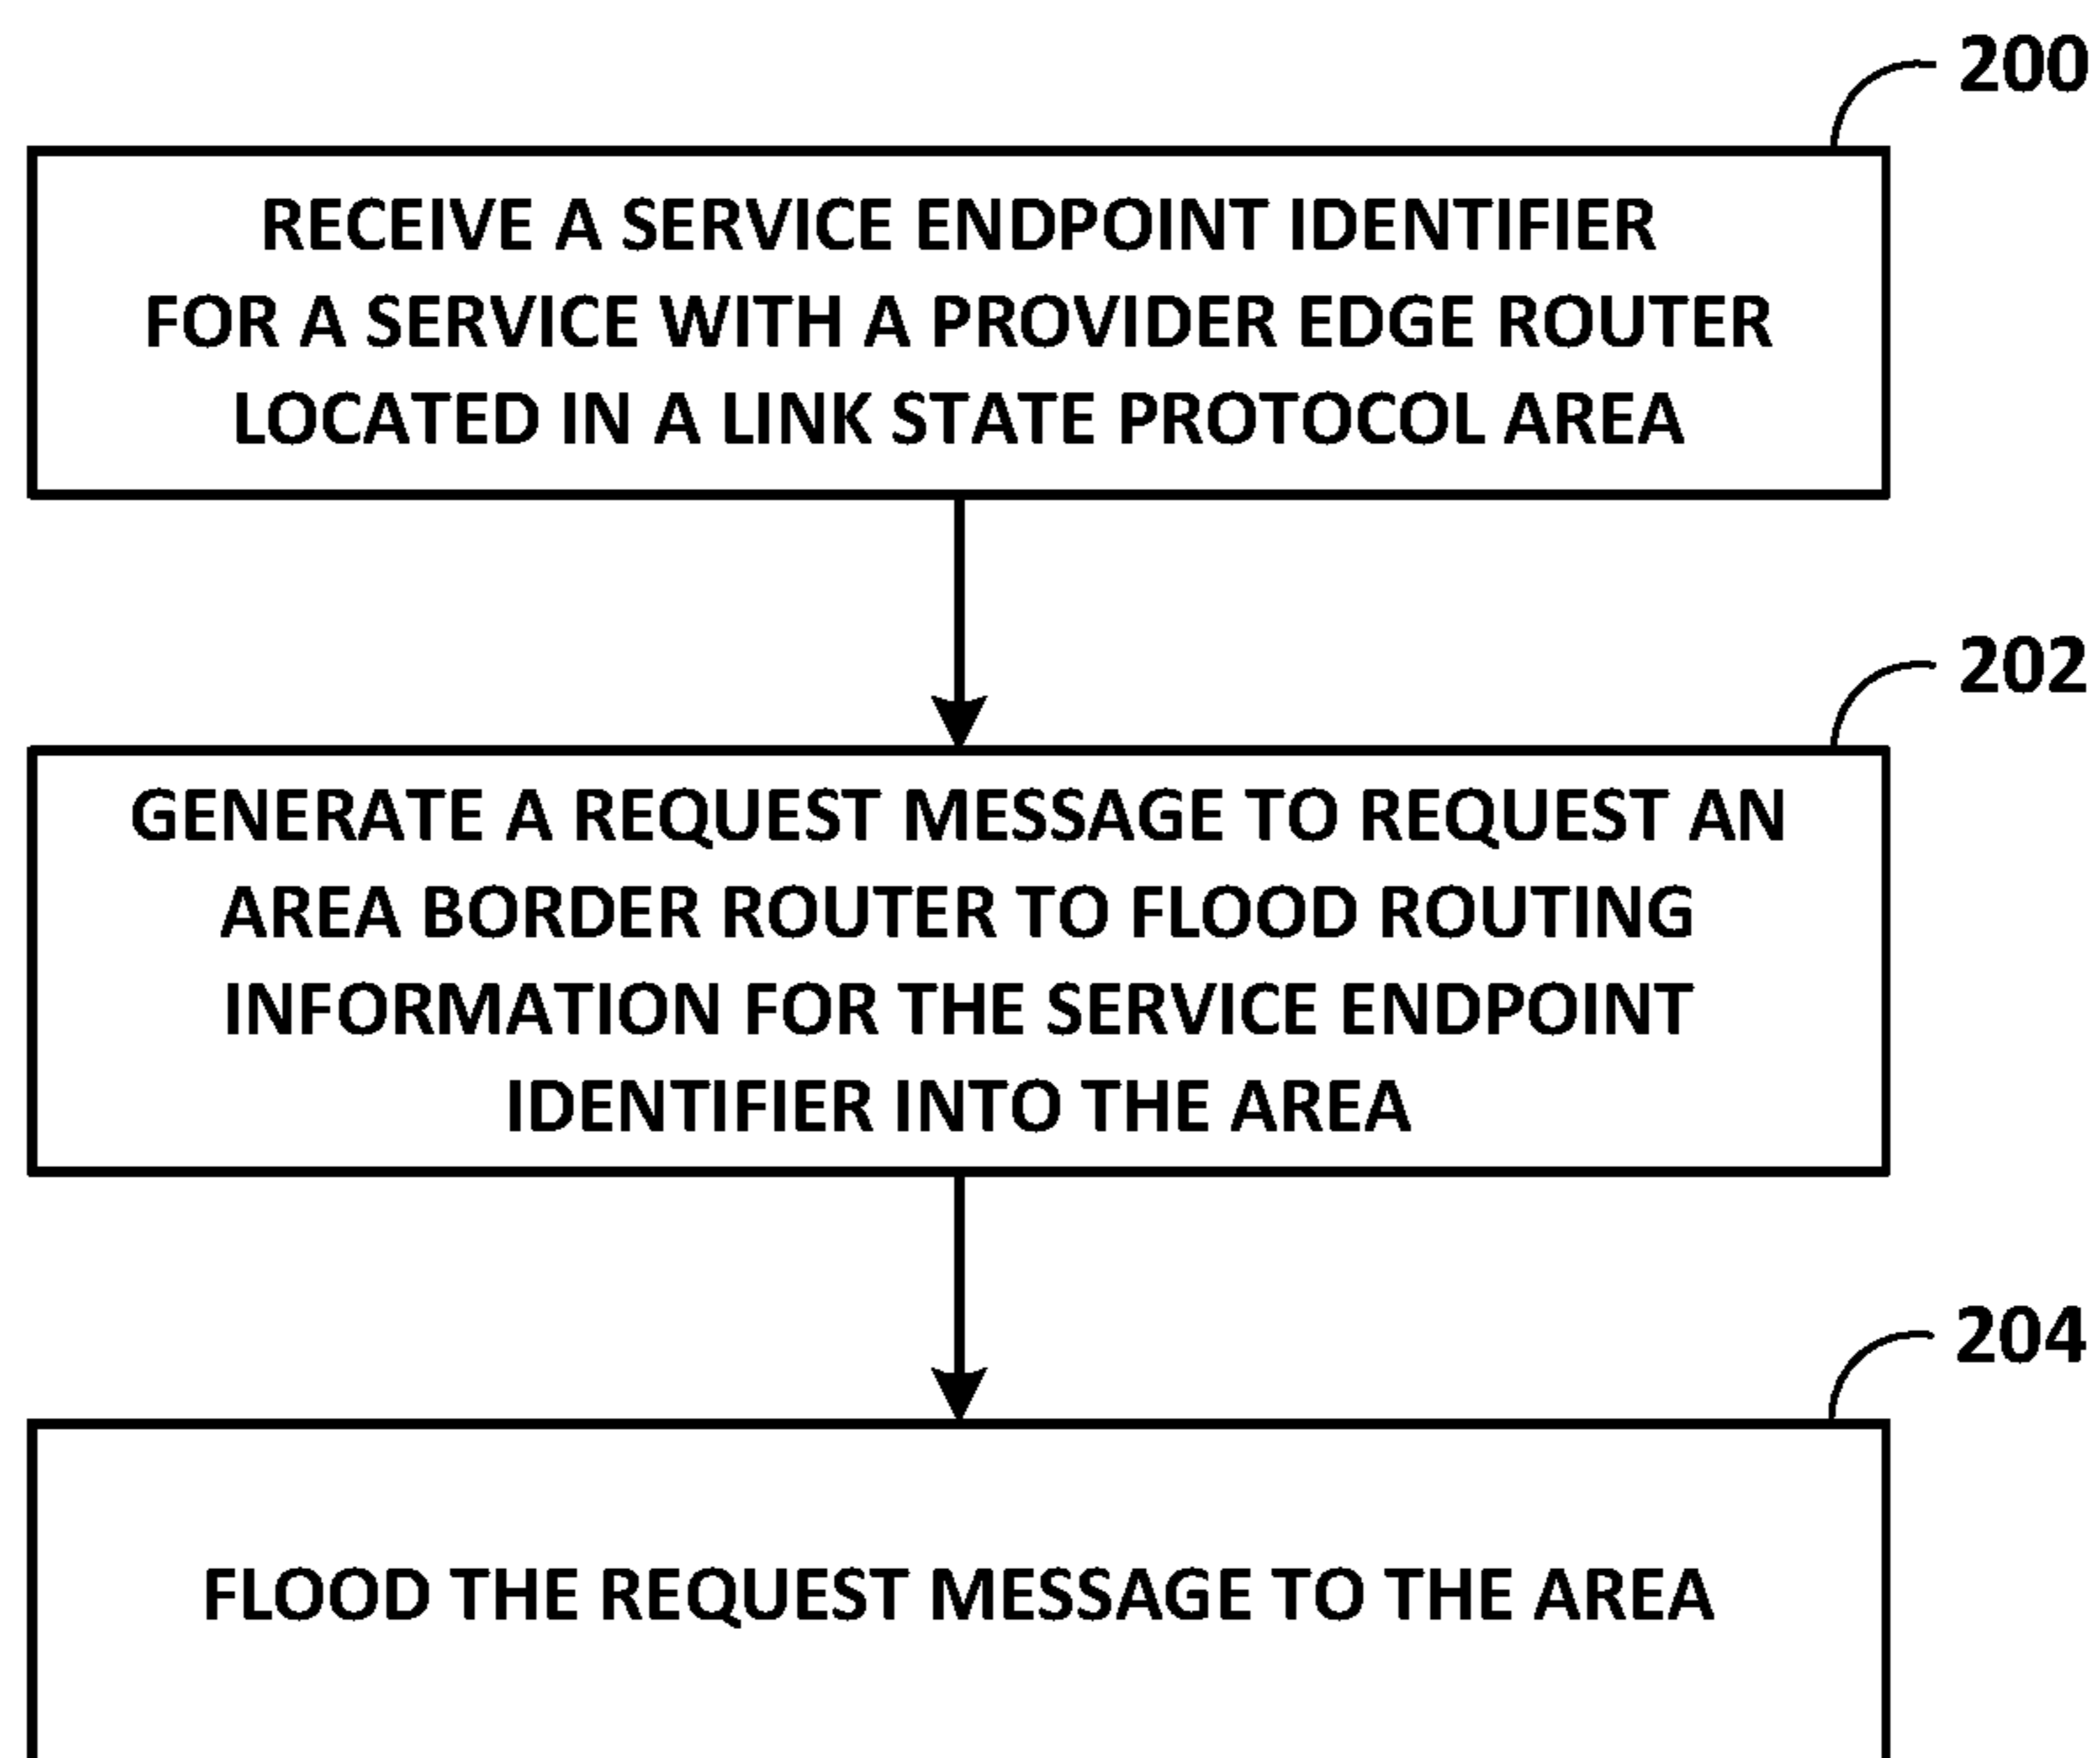 200
RECEIVE A SERVICE ENDPOINT IDENTIFIER
FOR A SERVICE WITH A PROVIDER EDGE ROUTER
LOCATED IN A LINK STATE PROTOCOL AREA
202
GENERATE A REQUEST MESSAGE TO REQUEST AN
AREA BORDER ROUTER TO FLOOD ROUTING
INFORMATION FOR THE SERVICE ENDPOINT
IDENTIFIER INTO THE AREA
204
FLOOD THE REQUEST MESSAGE TO THE AREA